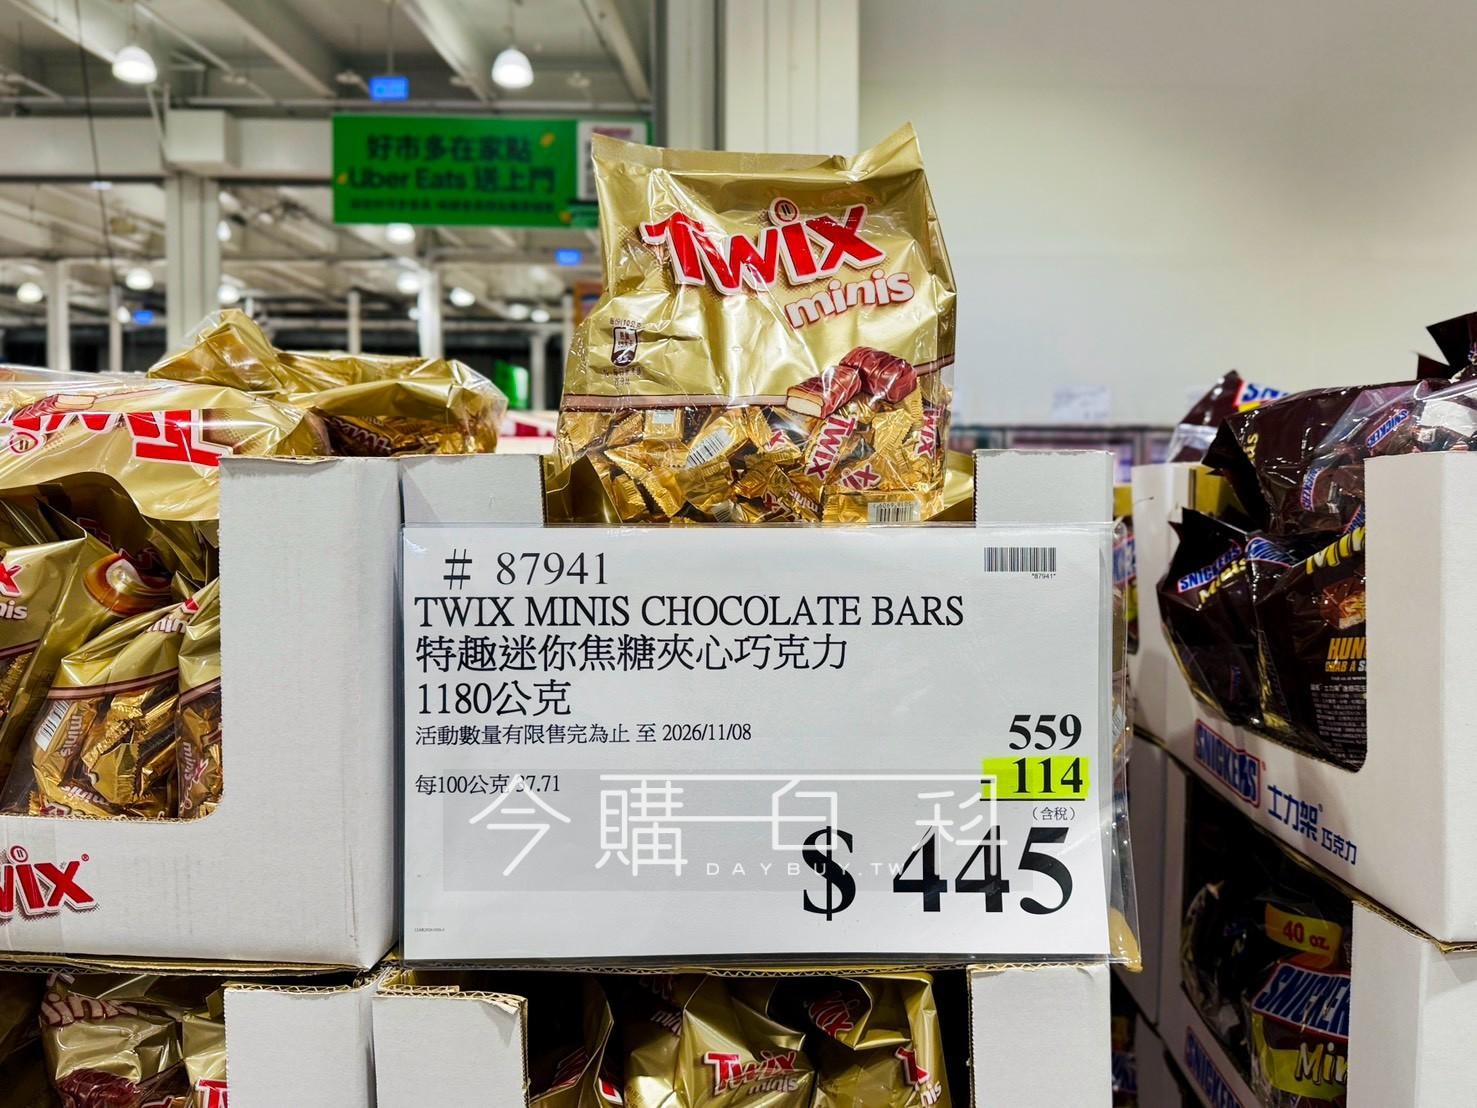 好市多在家點
Uber Eats 送上門
TWIX
minis
TWIX
# 87941
"87941"
TWIX MINIS CHOCOLATE BARS
特趣迷你焦糖夾心巧克力
1180公克
活動數量有限售完為止 至 2026/11/08
559
- 114
每100公克 37.71
(含稅)
$ 445
今購百科
DAYBUY.TW
SNICKERS
SNICKERS
士力架® 巧克力
40 oz.
SNICKERS
TWIX
minis